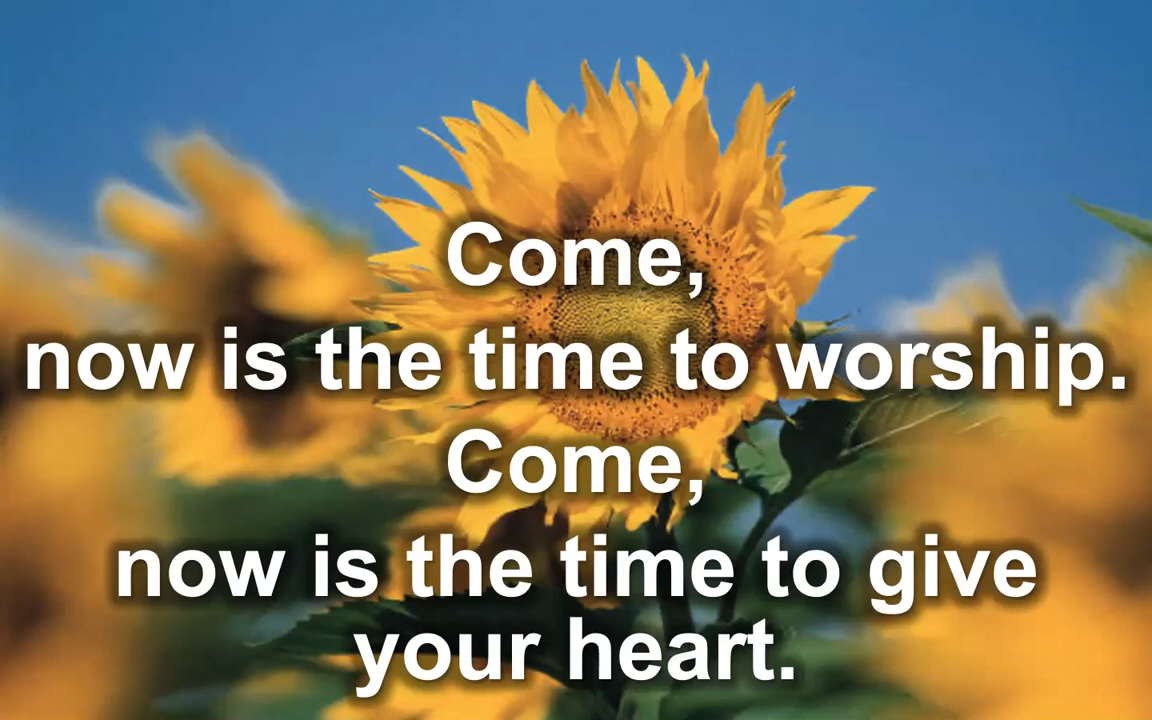 Come,
now is the time to worship.
Come,
now is the time to give
your heart.